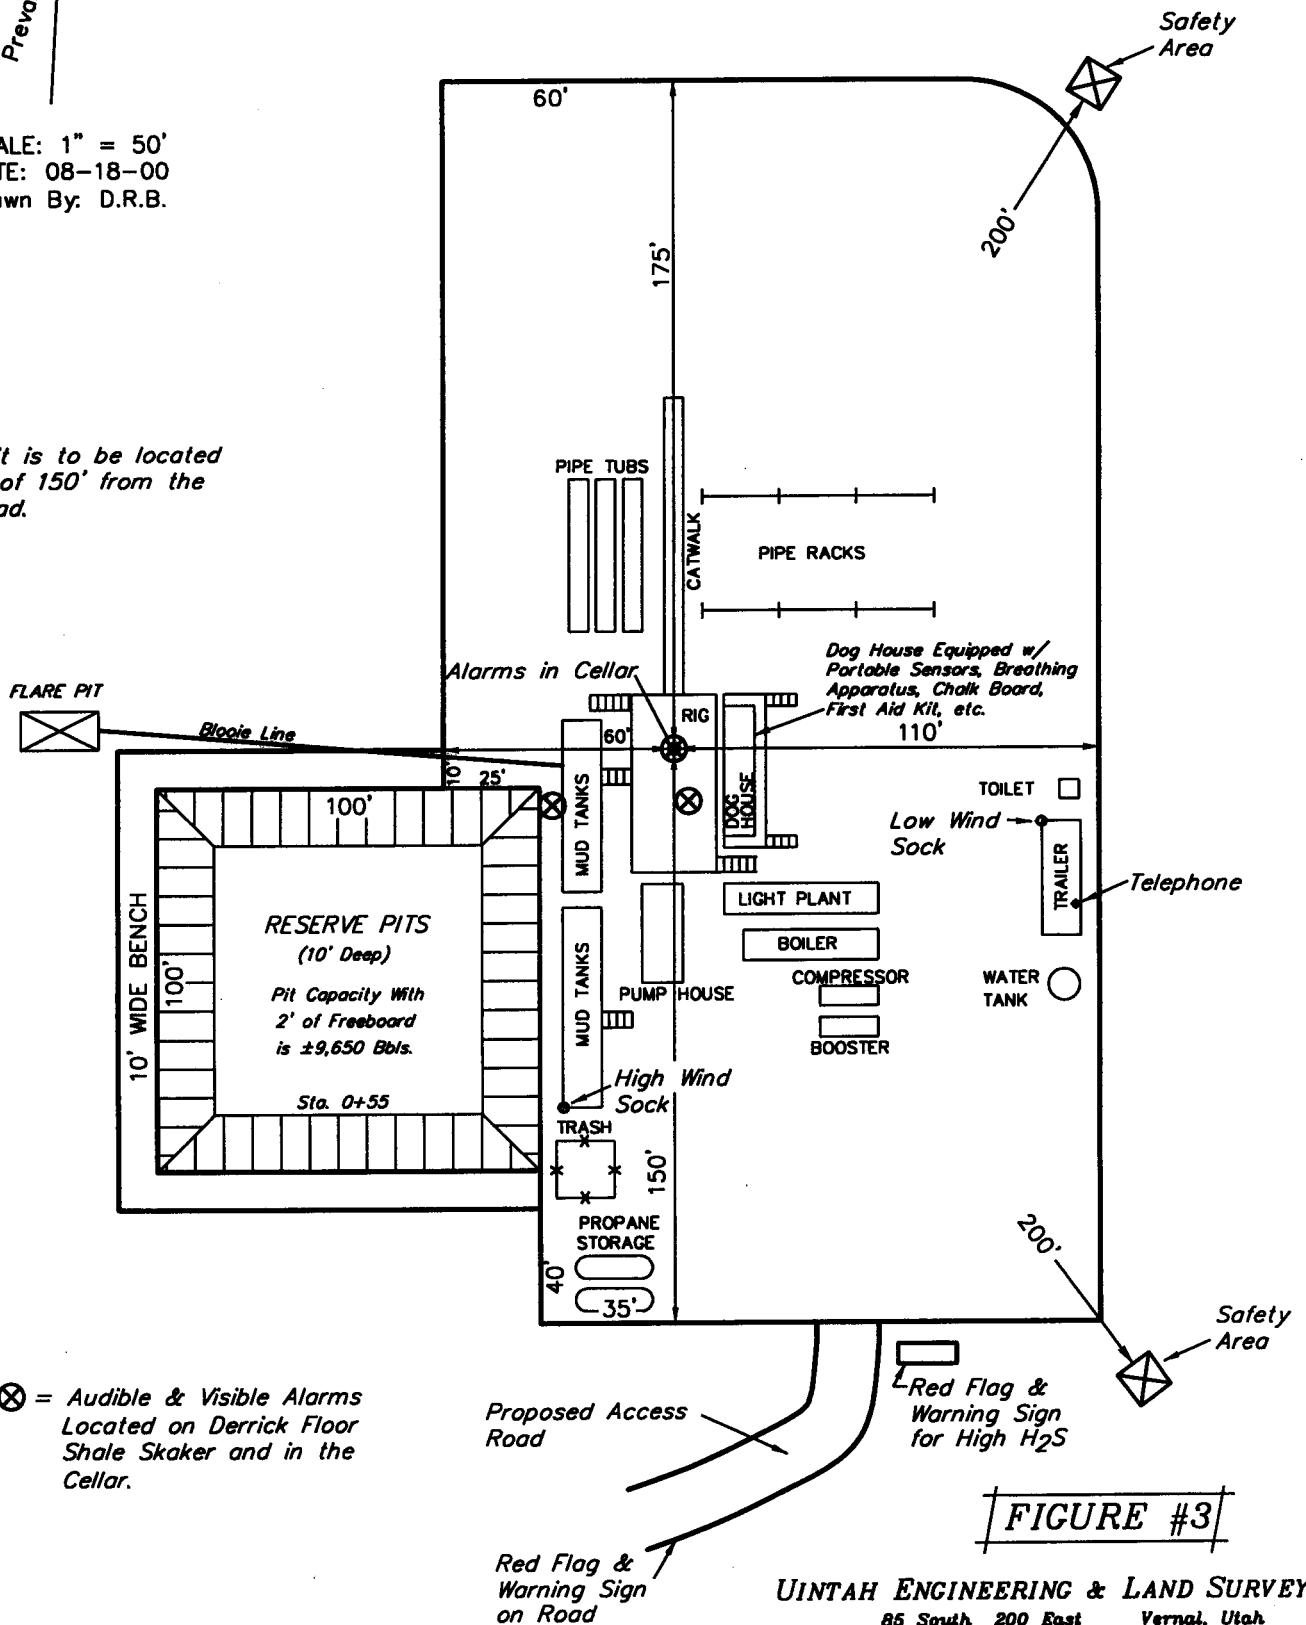 Safety
Area
60'
1" = 50'
08-18-00
By: D.R.B.
200'
175'
is to be located
of 150' from the
PIPE TUBS
CATWALK
PIPE RACKS
Alarms in Cellar
Dog House Equipped w/
Portable Sensors, Breathing
Apparatus, Chalk Board,
First Aid Kit, etc.
FLARE PIT
Blooie Line
RIG
60'
110'
10'
25'
100'
MUD TANKS
DOG
HOUSE
TOILET
Low Wind
Sock
TRAILER
Telephone
LIGHT PLANT
RESERVE PITS
(10' Deep)
Pit Capacity With
2' of Freeboard
is ±9,650 Bbls.
Sta. 0+55
10' WIDE BENCH
100'
MUD TANKS
BOILER
COMPRESSOR
PUMP HOUSE
WATER
TANK
BOOSTER
High Wind
Sock
TRASH
150'
PROPANE
STORAGE
40'
35'
200'
Safety
Area
= Audible & Visible Alarms
Located on Derrick Floor
Shale Skaker and in the
Cellar.
Proposed Access
Road
Red Flag &
Warning Sign
for High H2S
FIGURE #3
Red Flag &
Warning Sign
on Road
UINTAH ENGINEERING & LAND SURVEY
85 South 200 East Vernal, Utah